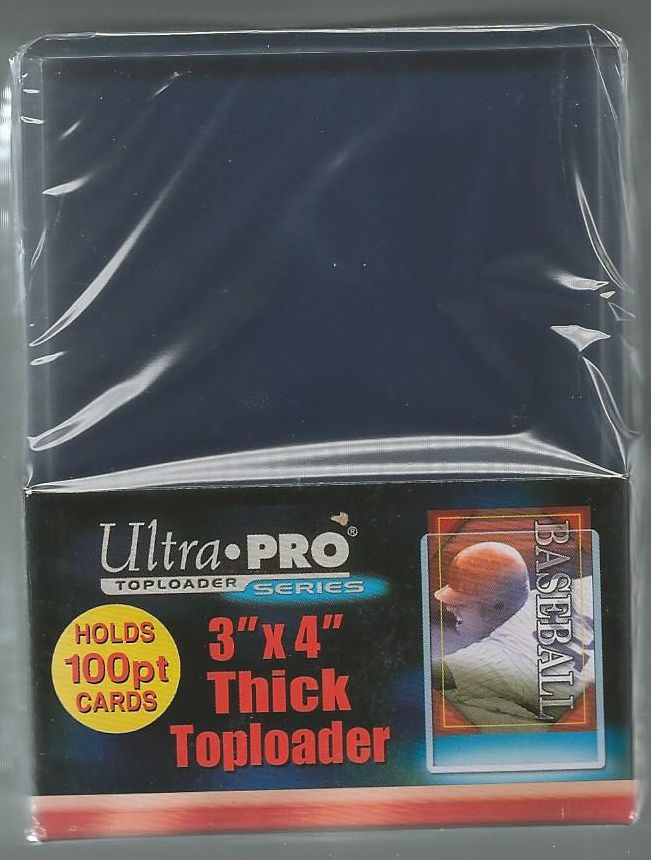 Ultra•PRO®
TOPLOADER SERIES
HOLDS
100pt
CARDS
3" x 4"
Thick
Toploader
BASEBALL